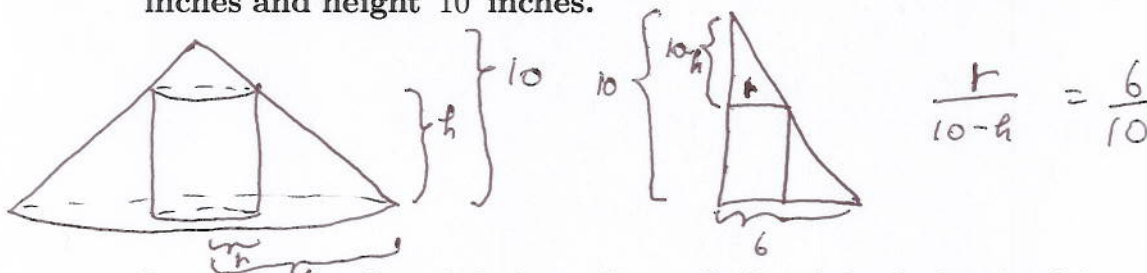 inches and height 10 inches.
h
10
r
10
10-h
r
6
r/(10-h) = 6/10